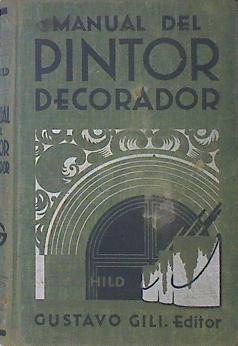 MANUAL DEL
PINTOR
DECORADOR
HILD
GUSTAVO GILI. Editor